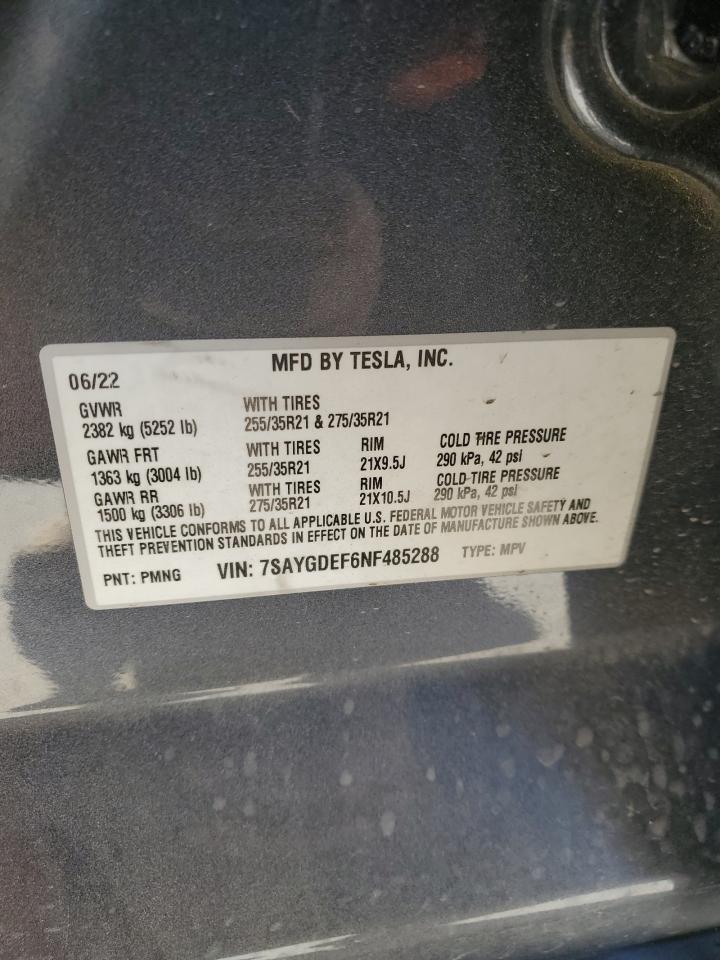 MFD BY TESLA, INC.
06/22
GVWR WITH TIRES
2382 kg (5252 lb) 255/35R21 & 275/35R21
GAWR FRT WITH TIRES RIM COLD TIRE PRESSURE
1363 kg (3004 lb) 255/35R21 21X9.5J 290 kPa, 42 psi
GAWR RR WITH TIRES RIM COLD TIRE PRESSURE
1500 kg (3306 lb) 275/35R21 21X10.5J 290 kPa, 42 psi
THIS VEHICLE CONFORMS TO ALL APPLICABLE U.S. FEDERAL MOTOR VEHICLE SAFETY AND
THEFT PREVENTION STANDARDS IN EFFECT ON THE DATE OF MANUFACTURE SHOWN ABOVE.
PNT: PMNG VIN: 7SAYGDEF6NF485288 TYPE: MPV